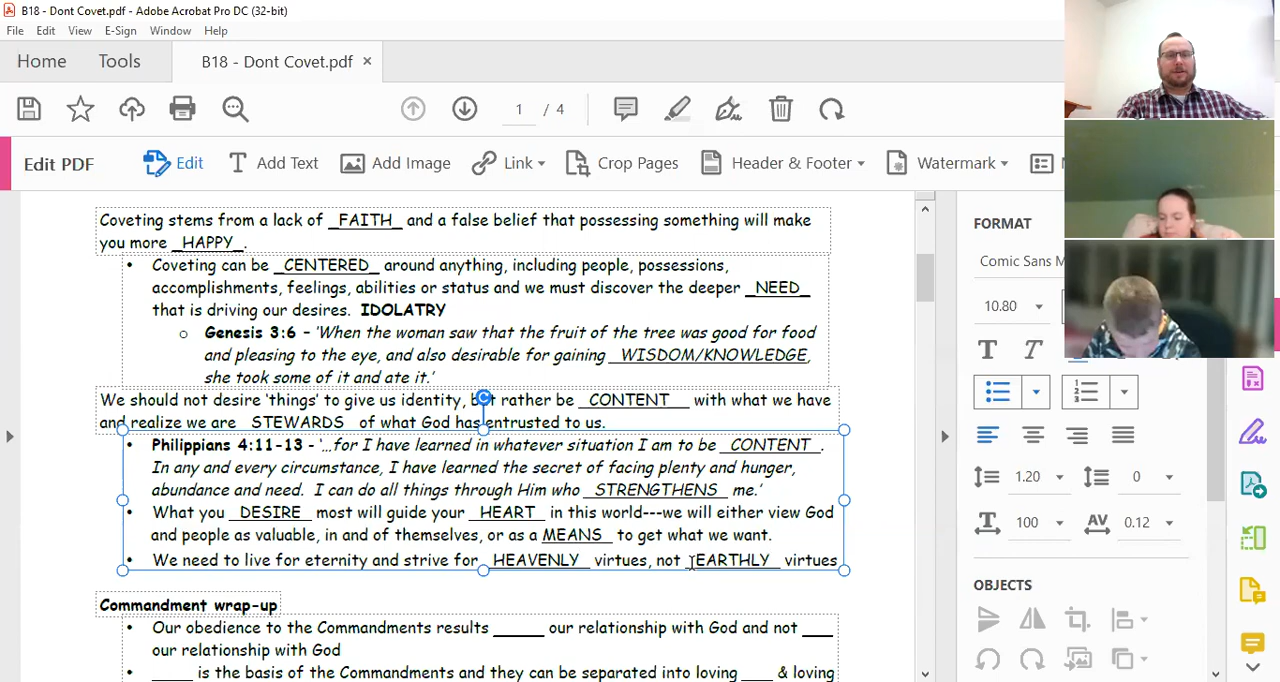 B18 - Dont Covet.pdf - Adobe Acrobat Pro DC (32-bit)
File Edit View E-Sign Window Help
Home Tools B18 - Dont Covet.pdf ×
1 / 4
Edit PDF Edit Add Text Add Image Link Crop Pages Header & Footer Watermark
Coveting stems from a lack of _FAITH_ and a false belief that possessing something will make
you more _HAPPY_.
• Coveting can be _CENTERED_ around anything, including people, possessions,
accomplishments, feelings, abilities or status and we must discover the deeper _NEED_
that is driving our desires. IDOLATRY
o Genesis 3:6 – ‘When the woman saw that the fruit of the tree was good for food
and pleasing to the eye, and also desirable for gaining _WISDOM/KNOWLEDGE,
she took some of it and ate it.’
We should not desire ‘things’ to give us identity, but rather be _CONTENT__ with what we have
and realize we are _STEWARDS_ of what God has entrusted to us.
• Philippians 4:11-13 - ‘…for I have learned in whatever situation I am to be _CONTENT_.
In any and every circumstance, I have learned the secret of facing plenty and hunger,
abundance and need. I can do all things through Him who _STRENGTHENS_ me.’
• What you _DESIRE_ most will guide your _HEART_ in this world---we will either view God
and people as valuable, in and of themselves, or as a MEANS_ to get what we want.
• We need to live for eternity and strive for _HEAVENLY_ virtues, not _EARTHLY_ virtues
Commandment wrap-up
• Our obedience to the Commandments results _____ our relationship with God and not ___
our relationship with God
• ____ is the basis of the Commandments and they can be separated into loving ___ & loving
FORMAT
Comic Sans M
10.80
T T
1.20 0
100 AV 0.12
OBJECTS